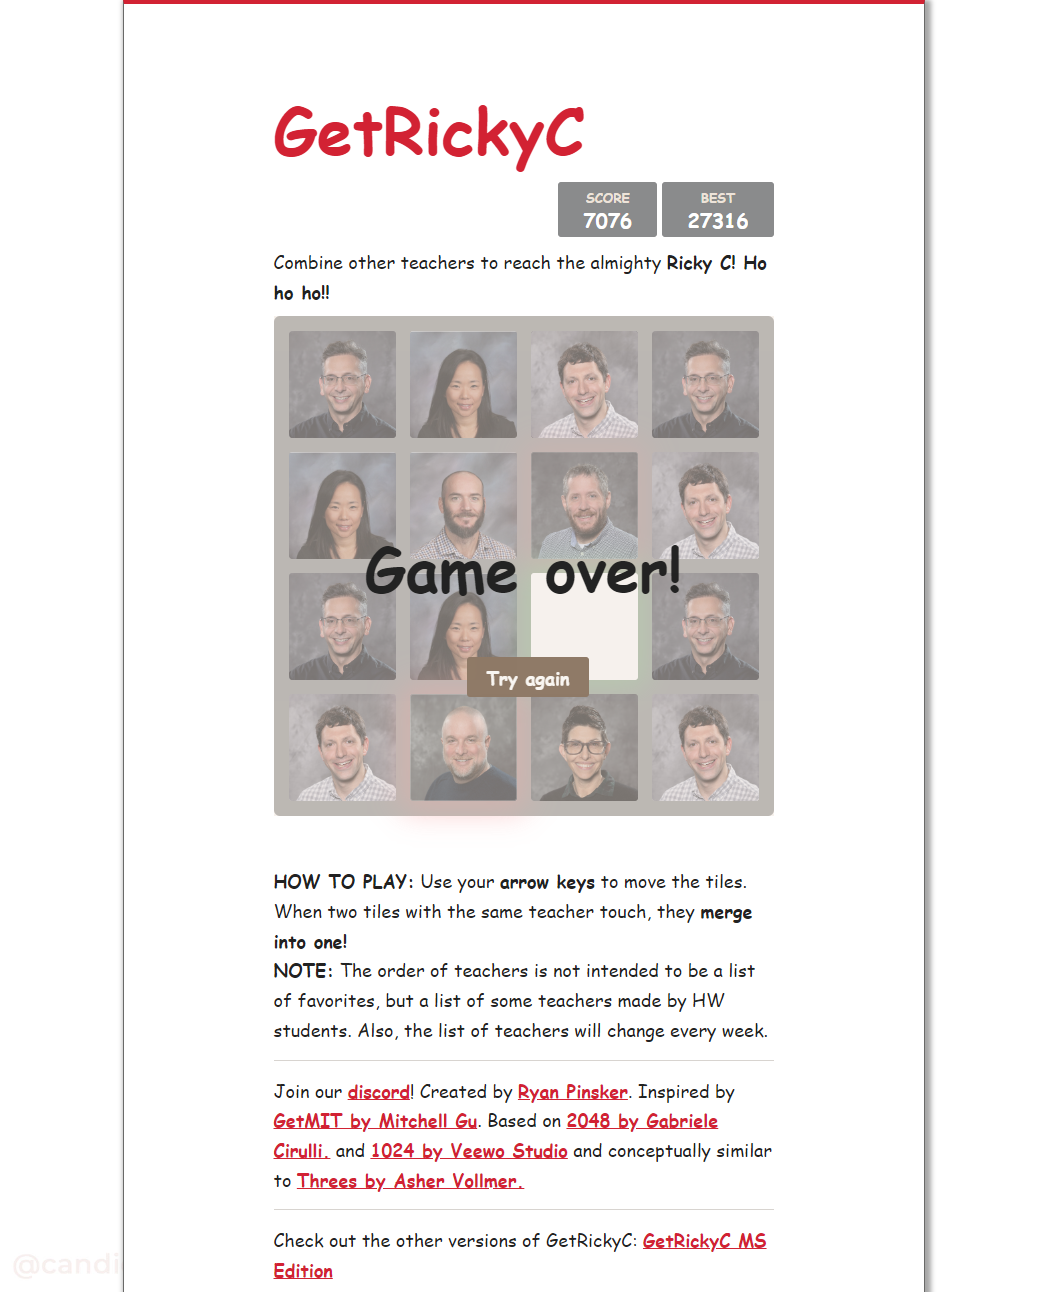 GetRickyC
SCORE
7076
BEST
27316
Combine other teachers to reach the almighty Ricky C! Ho
ho ho!!
Game over!
Try again
HOW TO PLAY: Use your arrow keys to move the tiles.
When two tiles with the same teacher touch, they merge
into one!
NOTE: The order of teachers is not intended to be a list
of favorites, but a list of some teachers made by HW
students. Also, the list of teachers will change every week.
Join our discord! Created by Ryan Pinsker. Inspired by
GetMIT by Mitchell Gu. Based on 2048 by Gabriele
Cirulli. and 1024 by Veewo Studio and conceptually similar
to Threes by Asher Vollmer.
Check out the other versions of GetRickyC: GetRickyC MS
Edition